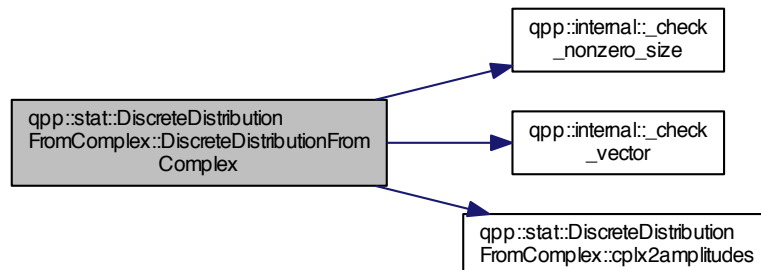 qpp::stat::DiscreteDistribution
FromComplex::DiscreteDistributionFrom
Complex
qpp::internal::_check
_nonzero_size
qpp::internal::_check
_vector
qpp::stat::DiscreteDistribution
FromComplex::cplx2amplitudes